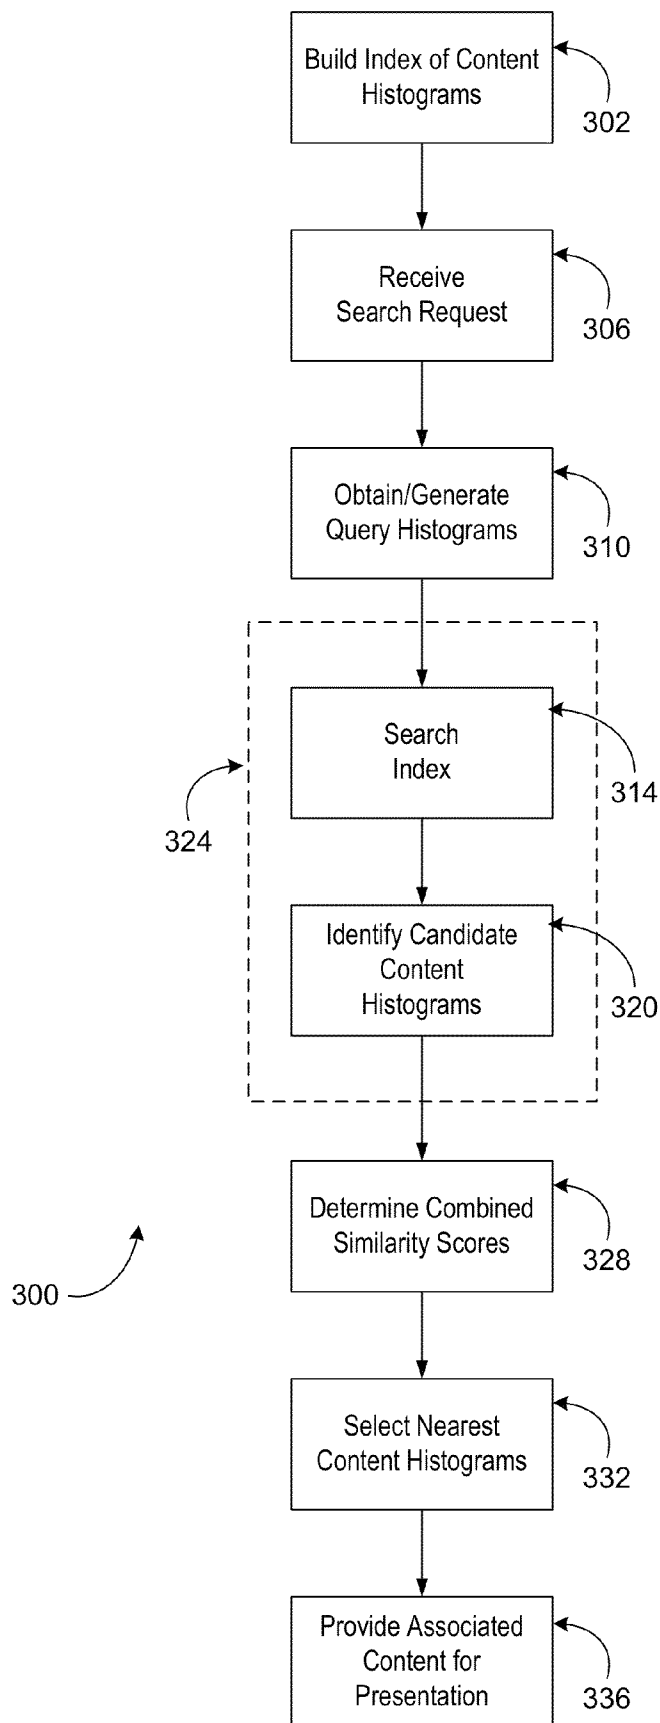 Build Index of Content
Histograms
302
Receive
Search Request
306
Obtain/Generate
Query Histograms
310
Search
Index
314
324
Identify Candidate
Content
Histograms
320
Determine Combined
Similarity Scores
328
300
Select Nearest
Content Histograms
332
Provide Associated
Content for
Presentation
336